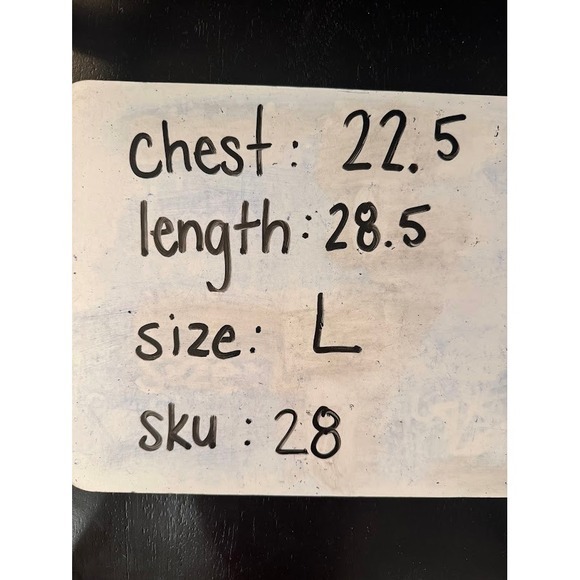 chest: 22.5
length: 28.5
size: L
sku: 28